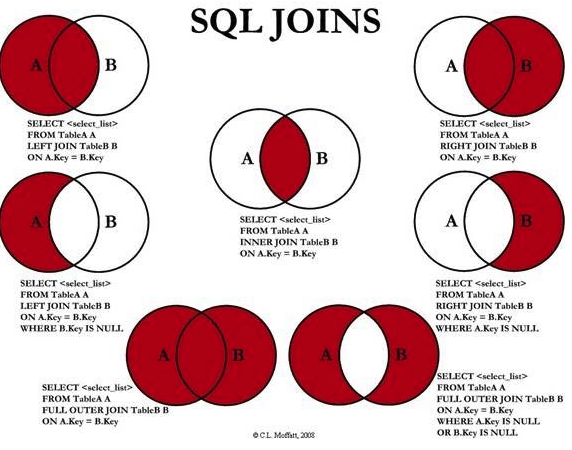 SQL JOINS
A B
SELECT <select_list>
FROM TableA A
LEFT JOIN TableB B
ON A.Key = B.Key
A B
SELECT <select_list>
FROM TableA A
RIGHT JOIN TableB B
ON A.Key = B.Key
A B
SELECT <select_list>
FROM TableA A
INNER JOIN TableB B
ON A.Key = B.Key
A B
SELECT <select_list>
FROM TableA A
LEFT JOIN TableB B
ON A.Key = B.Key
WHERE B.Key IS NULL
A B
SELECT <select_list>
FROM TableA A
RIGHT JOIN TableB B
ON A.Key = B.Key
WHERE A.Key IS NULL
A B
SELECT <select_list>
FROM TableA A
FULL OUTER JOIN TableB B
ON A.Key = B.Key
A B
SELECT <select_list>
FROM TableA A
FULL OUTER JOIN TableB B
ON A.Key = B.Key
WHERE A.Key IS NULL
OR B.Key IS NULL
© C.L. Moffatt, 2008